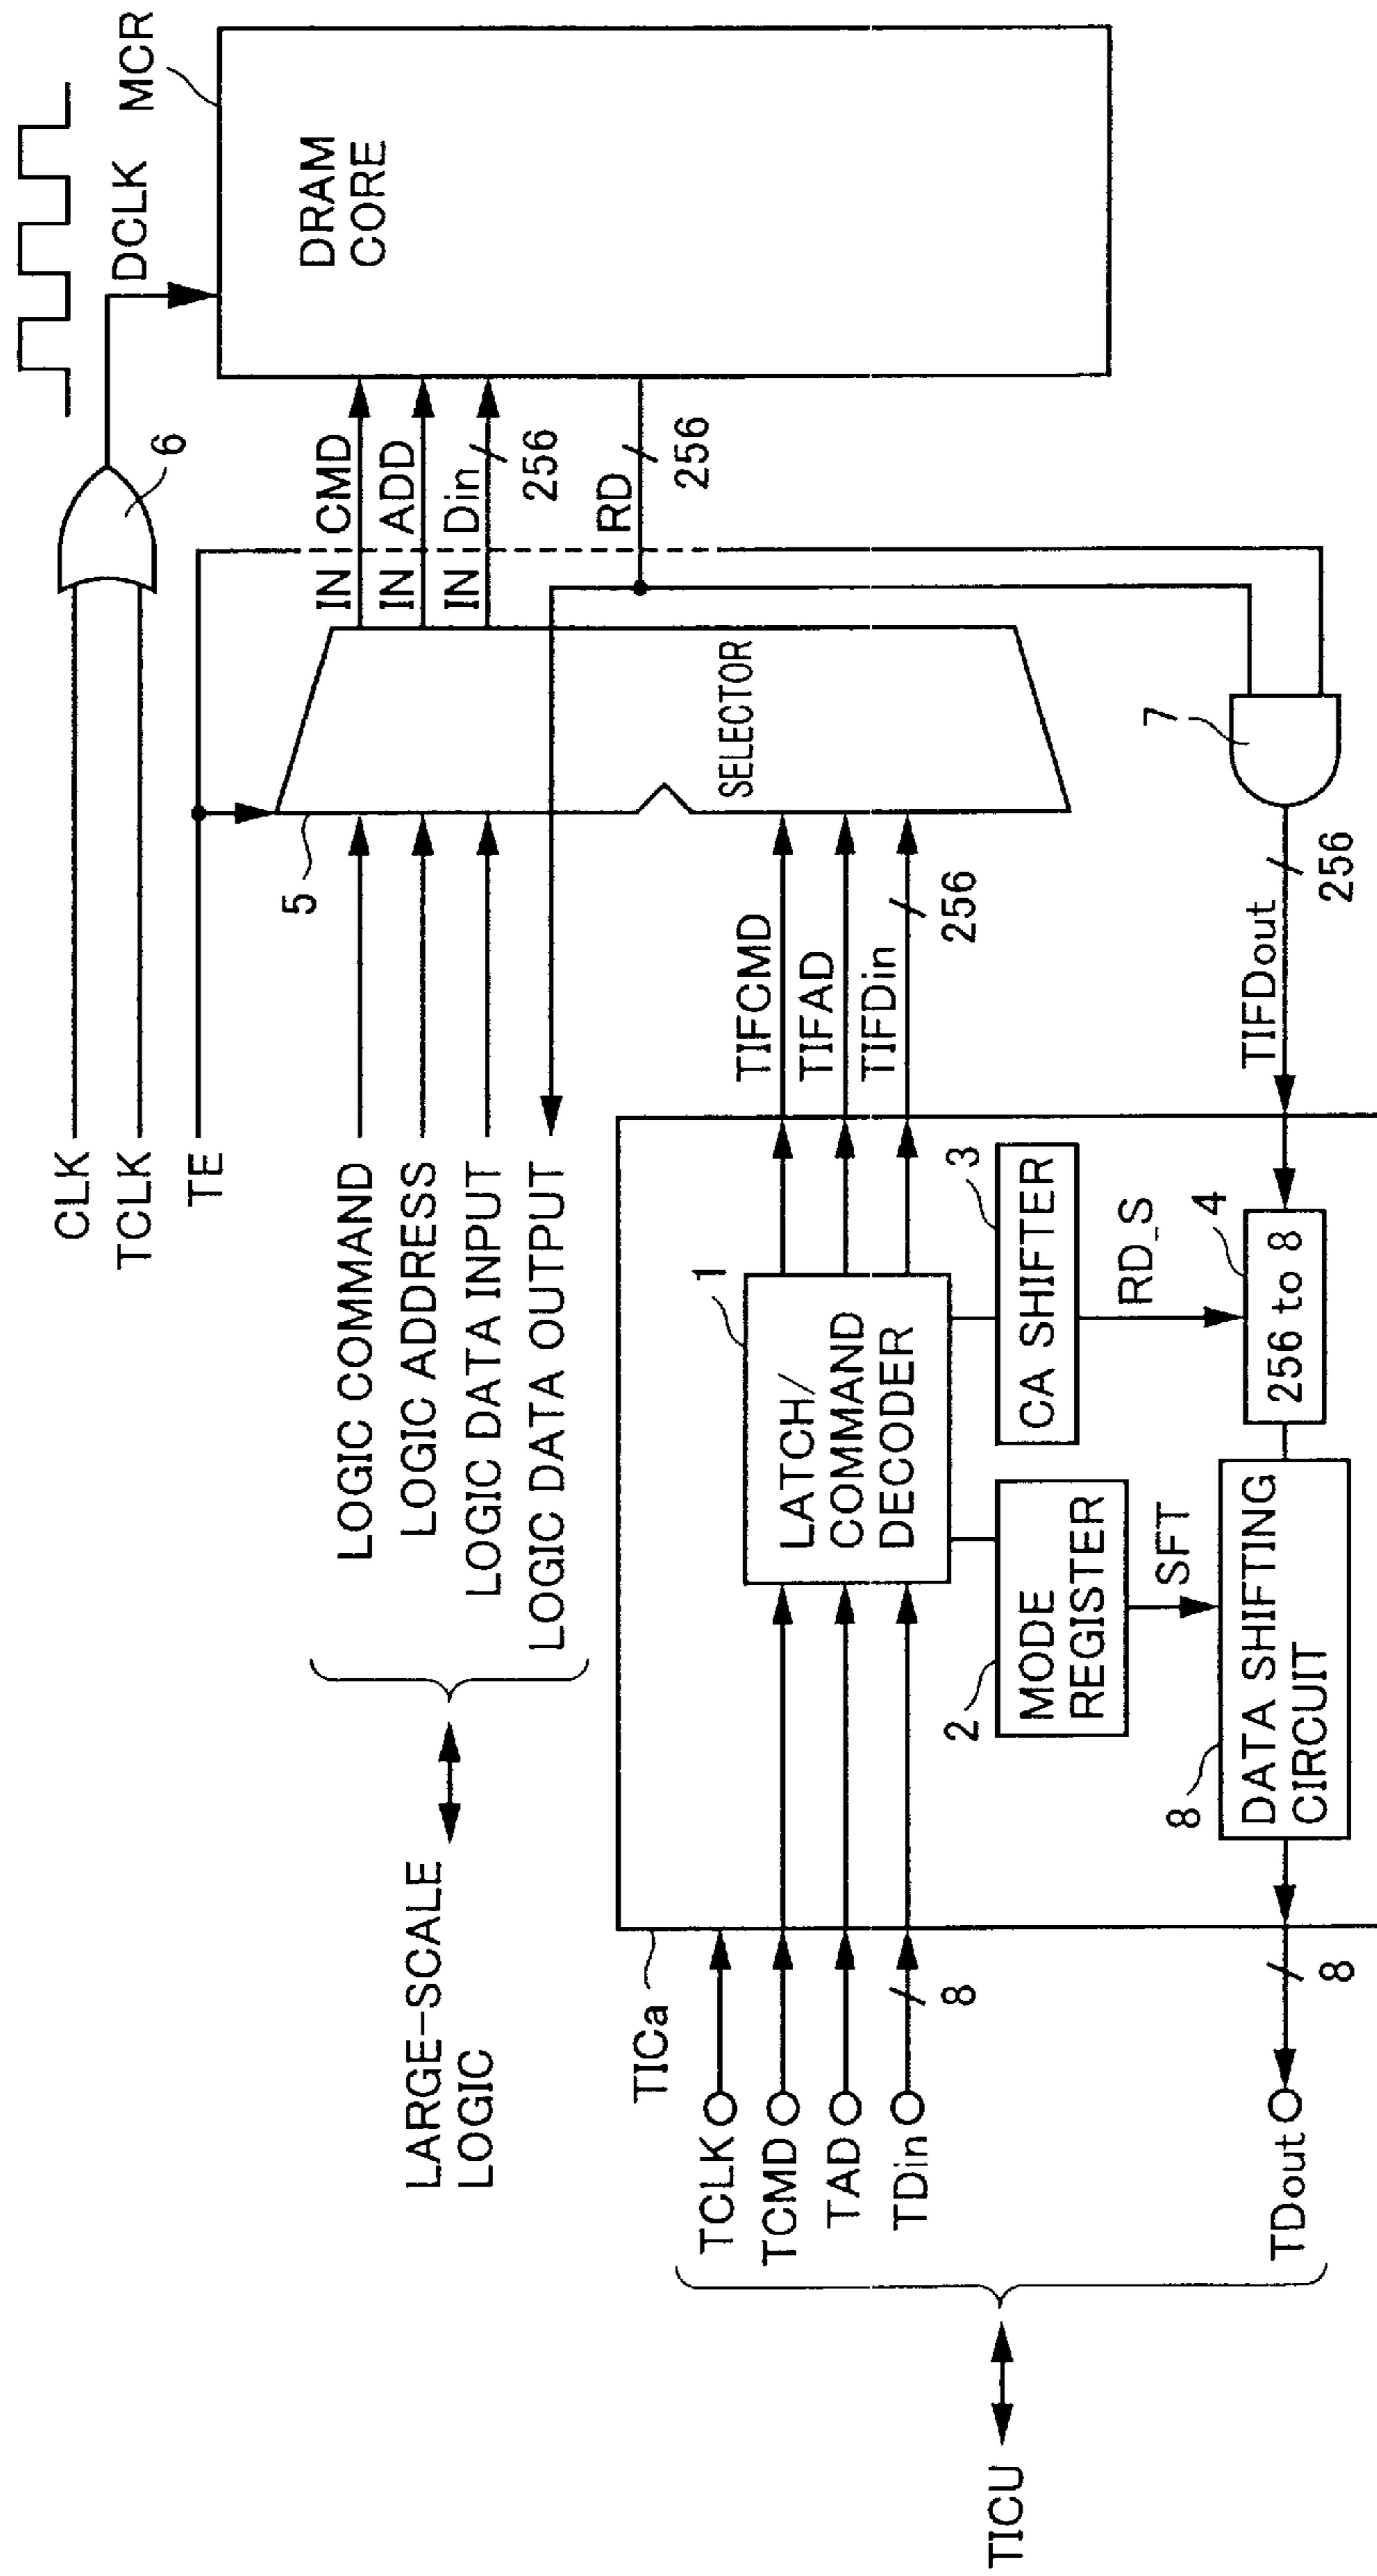 CLK
TCLK
TE
6
DCLK
MCR
DRAM
CORE
LOGIC COMMAND
LOGIC ADDRESS
LOGIC DATA INPUT
LOGIC DATA OUTPUT
LARGE-SCALE
LOGIC
5
SELECTOR
IN CMD
IN ADD
IN Din
256
RD
256
TICa
TCLK
TCMD
TAD
TDin
8
TICU
1
LATCH/
COMMAND
DECODER
TIFCMD
TIFAD
TIFDin
256
2
MODE
REGISTER
3
CA SHIFTER
SFT
RD_S
7
TDout
8
8
DATA SHIFTING
CIRCUIT
4
256 to 8
TIFDout
256